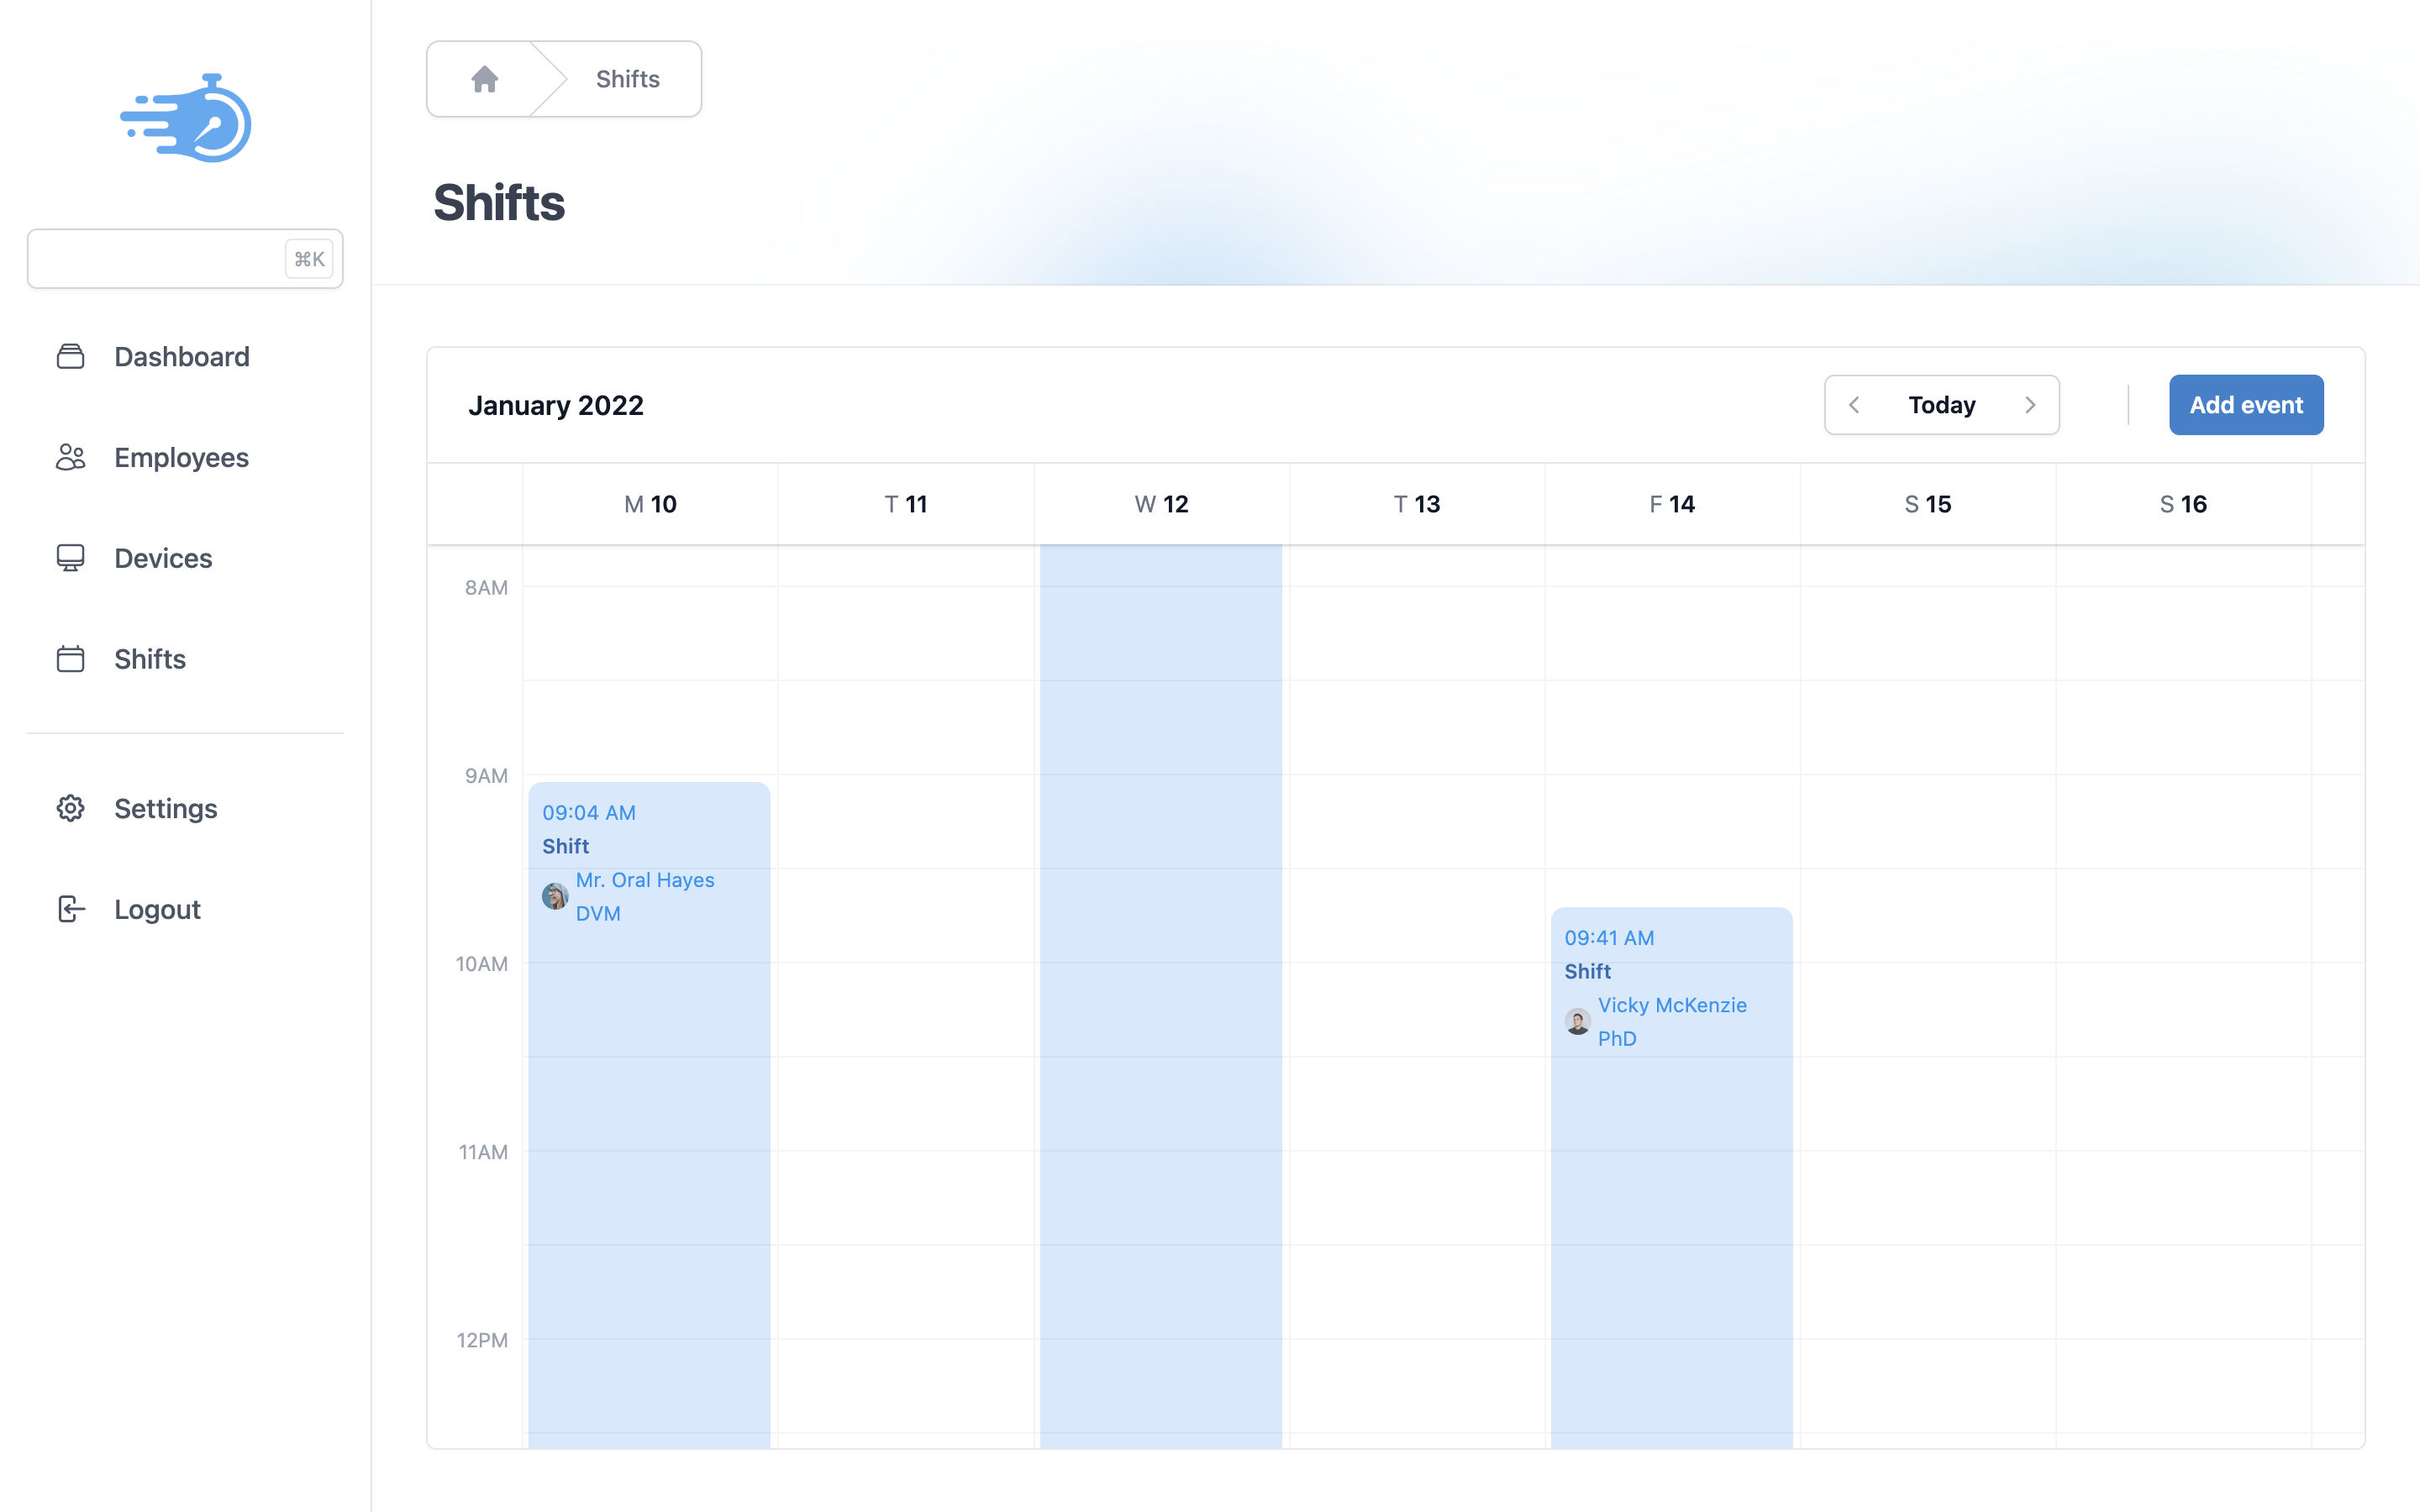 Shifts
Shifts
⌘K
Dashboard
Employees
Devices
Shifts
Settings
Logout
January 2022
Today
Add event
M 10
T 11
W 12
T 13
F 14
S 15
S 16
8AM
9AM
10AM
11AM
12PM
09:04 AM
Shift
Mr. Oral Hayes
DVM
09:41 AM
Shift
Vicky McKenzie
PhD